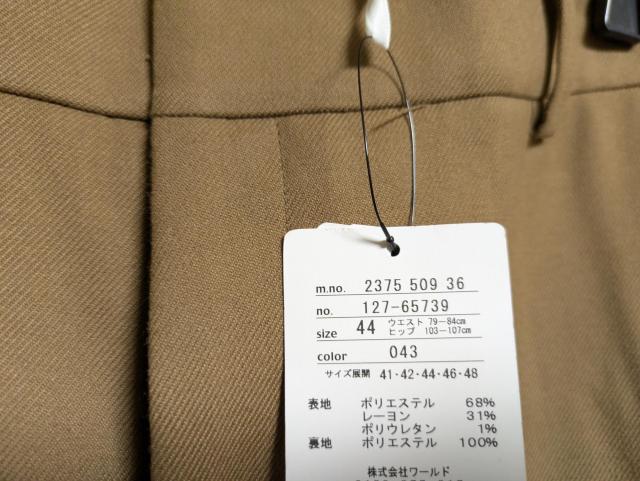 m.no. 2375 509 36
no. 127-65739
size 44 ウエスト 79-84cm
ヒップ 103-107cm
color 043
サイズ展開 41・42・44・46・48
表地 ポリエステル 68%
レーヨン 31%
ポリウレタン 1%
裏地 ポリエステル 100%
株式会社ワールド